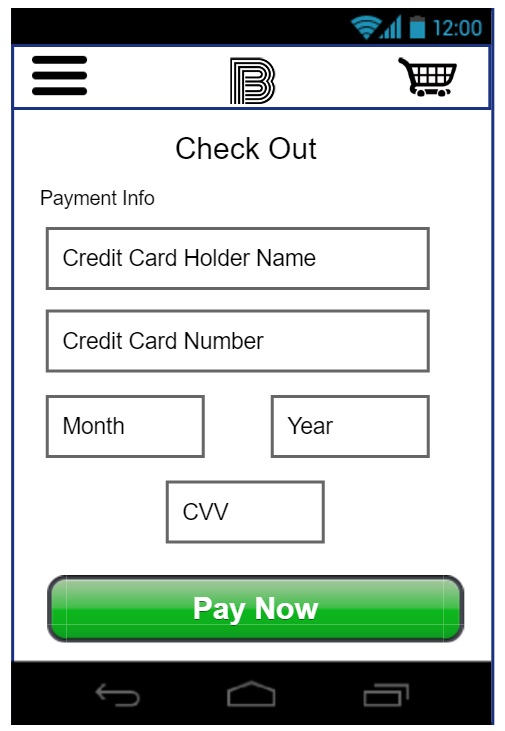 12:00
B
Check Out
Payment Info
Credit Card Holder Name
Credit Card Number
Month Year
CVV
Pay Now